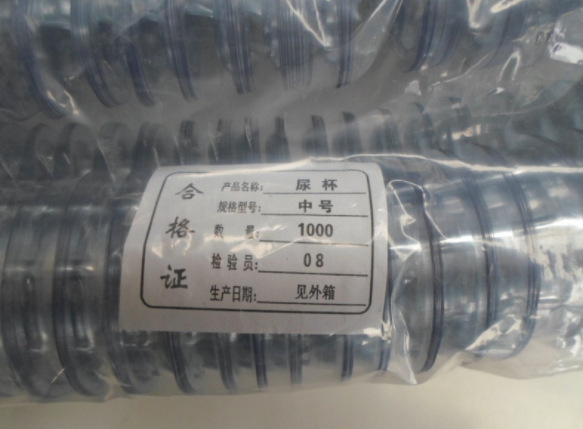 合格证
产品名称: 尿杯
规格型号: 中号
数 量: 1000
检 验 员: 08
生产日期: 见外箱